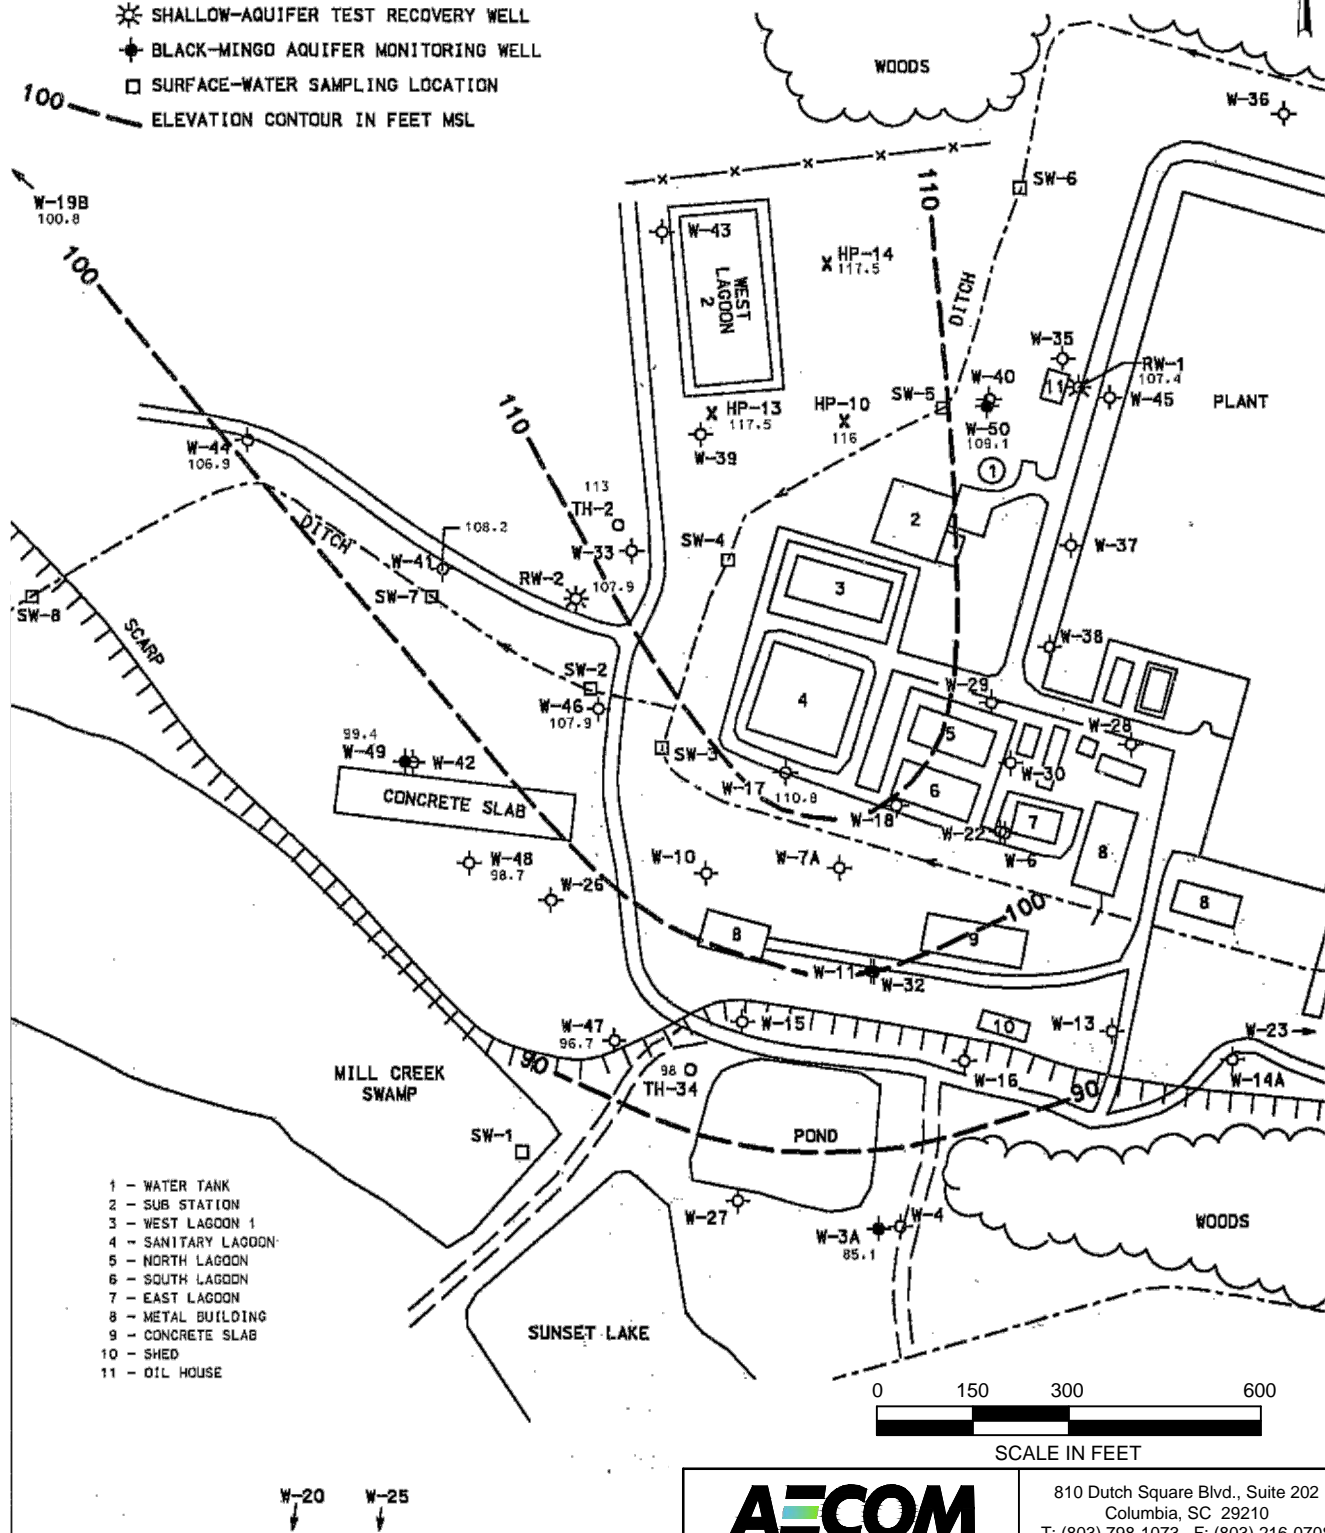 SHALLOW-AQUIFER TEST RECOVERY WELL
BLACK-MINGO AQUIFER MONITORING WELL
SURFACE-WATER SAMPLING LOCATION
100
ELEVATION CONTOUR IN FEET MSL
WOODS
W-36
SW-6
110
W-19B
100.8
100
W-43
HP-14
117.5
WEST
LAGOON
2
DITCH
W-35
RW-1
107.4
11
W-40
W-45
PLANT
SW-5
W-50
109.1
HP-13
117.5
HP-10
116
W-39
110
W-44
106.9
1
113
TH-2
2
DITCH
108.2
W-33
SW-4
W-37
W-41
RW-2
107.9
3
SW-7
SW-8
SCARP
W-38
SW-2
W-29
4
W-46
107.9
5
W-28
99.4
W-49
W-42
SW-3
W-30
W-17
110.8
6
CONCRETE SLAB
W-18
W-22
7
W-6
8
W-48
98.7
W-10
W-7A
W-26
8
100
8
9
W-11
W-32
W-15
10
W-13
W-23
W-47
96.7
90
98
TH-34
W-16
W-14A
MILL CREEK
SWAMP
90
SW-1
POND
1 - WATER TANK
2 - SUB STATION
3 - WEST LAGOON 1
4 - SANITARY LAGOON
5 - NORTH LAGOON
6 - SOUTH LAGOON
7 - EAST LAGOON
8 - METAL BUILDING
9 - CONCRETE SLAB
10 - SHED
11 - OIL HOUSE
W-27
W-4
W-3A
85.1
WOODS
SUNSET LAKE
0 150 300 600
SCALE IN FEET
W-20 W-25
AECOM
810 Dutch Square Blvd., Suite 202
Columbia, SC 29210